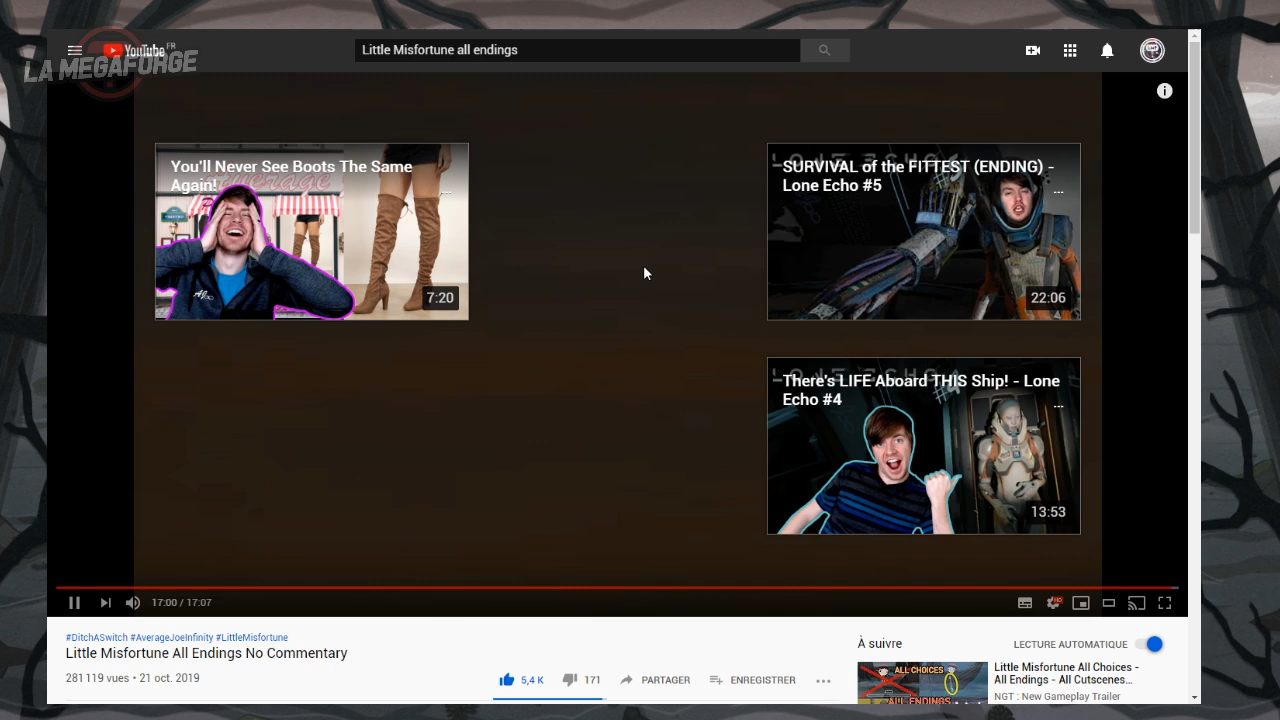 YouTube FR
LA MEGAFORGE
Little Misfortune all endings
You'll Never See Boots The Same
Again!
7:20
SURVIVAL of the FITTEST (ENDING) -
Lone Echo #5
22:06
There's LIFE Aboard THIS Ship! - Lone
Echo #4
13:53
17:00 / 17:07
#DitchASwitch #AverageJoeInfinity #LittleMisfortune
Little Misfortune All Endings No Commentary
281 119 vues • 21 oct. 2019
5,4 K
171
PARTAGER
ENREGISTRER
À suivre
LECTURE AUTOMATIQUE
ALL CHOICES
ALL ENDINGS
Little Misfortune All Choices -
All Endings - All Cutscenes...
NGT : New Gameplay Trailer